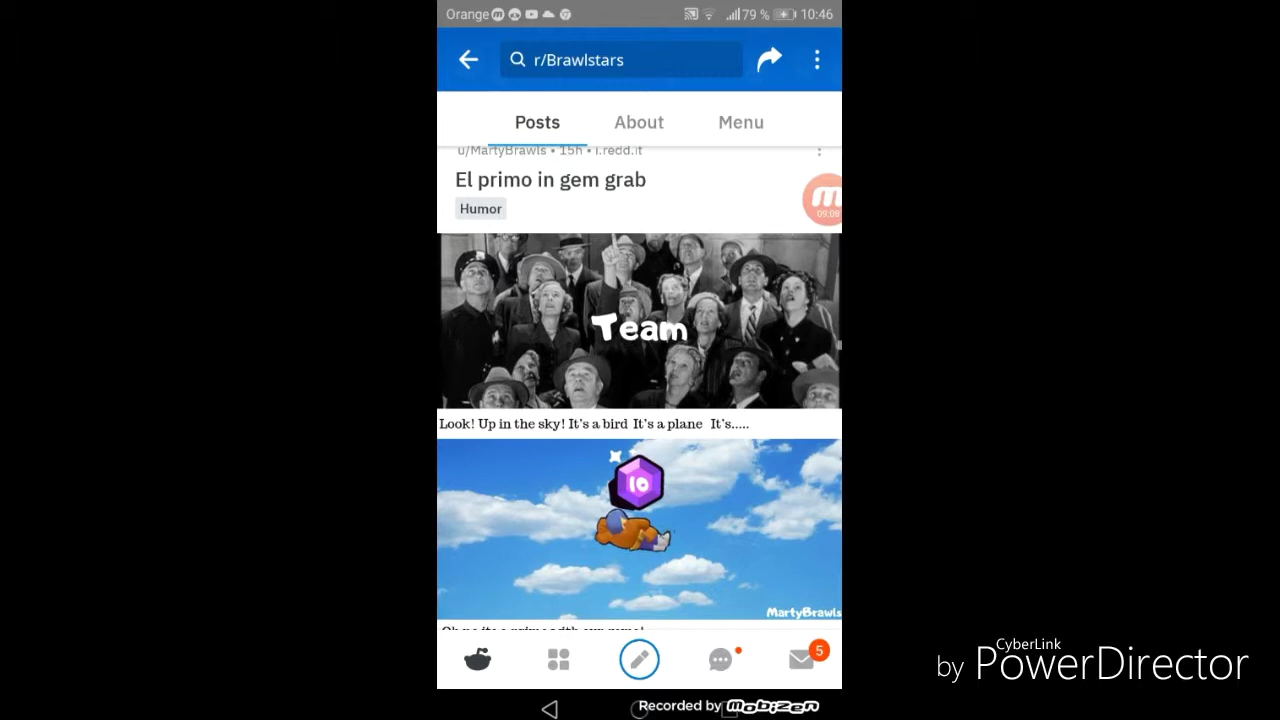 Orange 79 % 10:46
r/Brawlstars
Posts About Menu
u/MartyBrawls • 15h • i.redd.it
El primo in gem grab
Humor
09:08
Team
Look! Up in the sky! It's a bird It's a plane It's.....
10
MartyBrawls
5
CyberLink
by PowerDirector
Recorded by mobizen